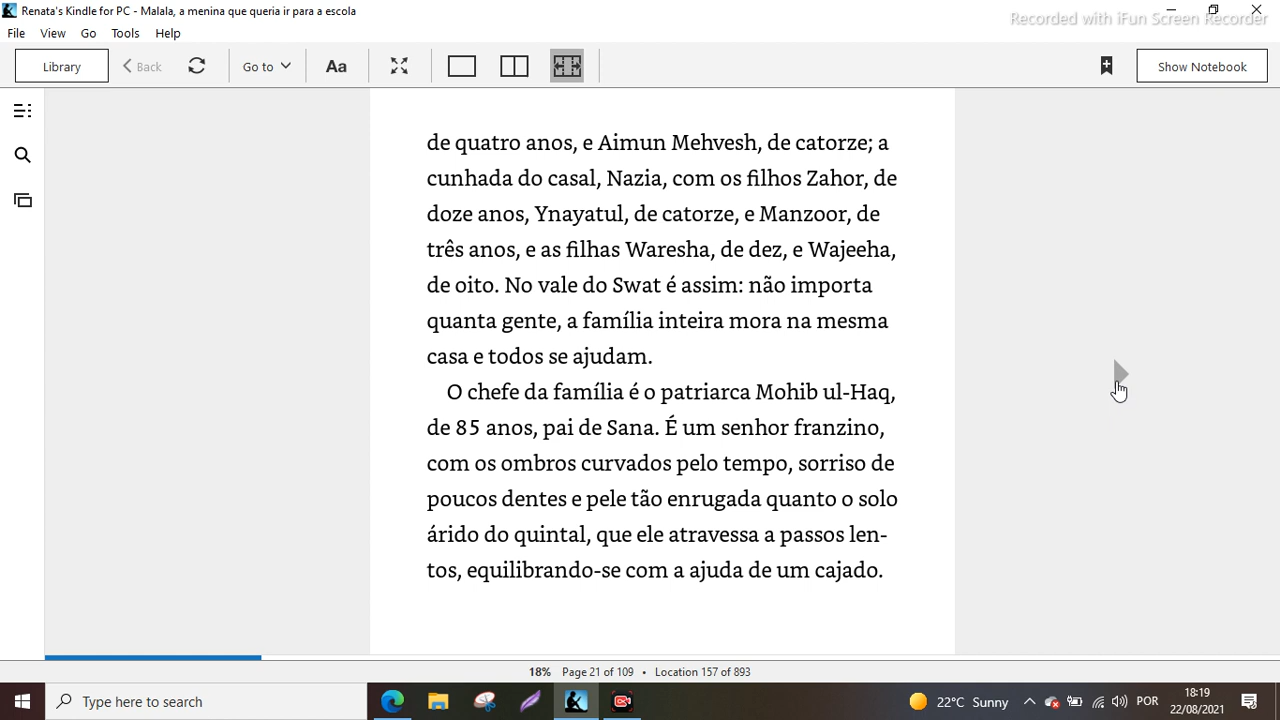 Renata's Kindle for PC - Malala, a menina que queria ir para a escola
Recorded with iFun Screen Recorder
File View Go Tools Help
Library Back Go to Aa Show Notebook
de quatro anos, e Aimun Mehvesh, de catorze; a
cunhada do casal, Nazia, com os filhos Zahor, de
doze anos, Ynayatul, de catorze, e Manzoor, de
três anos, e as filhas Waresha, de dez, e Wajeeha,
de oito. No vale do Swat é assim: não importa
quanta gente, a família inteira mora na mesma
casa e todos se ajudam.
O chefe da família é o patriarca Mohib ul-Haq,
de 85 anos, pai de Sana. É um senhor franzino,
com os ombros curvados pelo tempo, sorriso de
poucos dentes e pele tão enrugada quanto o solo
árido do quintal, que ele atravessa a passos len-
tos, equilibrando-se com a ajuda de um cajado.
18% Page 21 of 109 • Location 157 of 893
Type here to search 22°C Sunny POR 18:19
22/08/2021